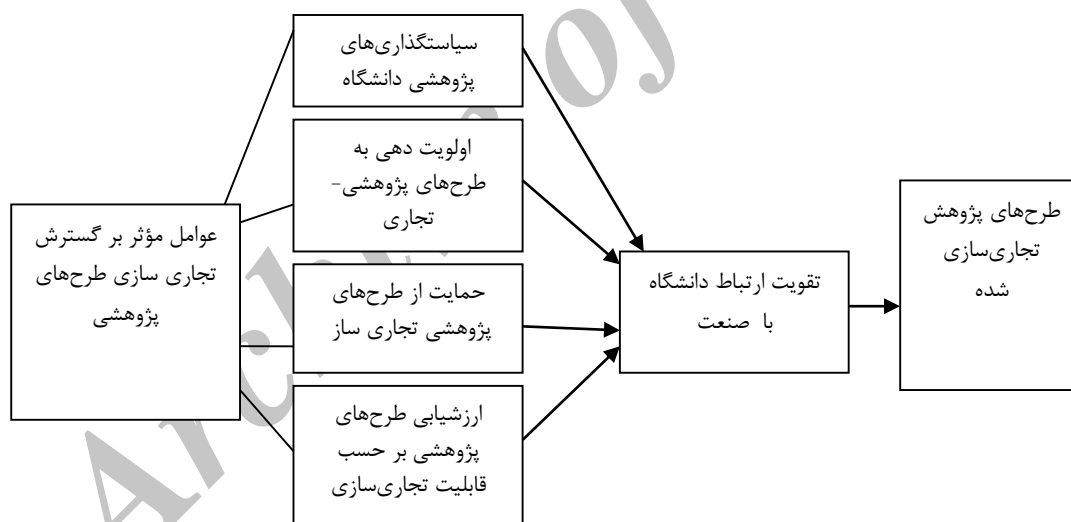 سیاستگذاری‌های
پژوهشی دانشگاه
اولویت دهی به
طرح‌های پژوهشی-
تجاری
عوامل مؤثر بر گسترش
تجاری سازی طرح‌های
پژوهشی
حمایت از طرح‌های
پژوهشی تجاری ساز
ارزشیابی طرح‌های
پژوهشی بر حسب
قابلیت تجاری‌سازی
تقویت ارتباط دانشگاه
با صنعت
طرح‌های پژوهش
تجاری‌سازی
شده